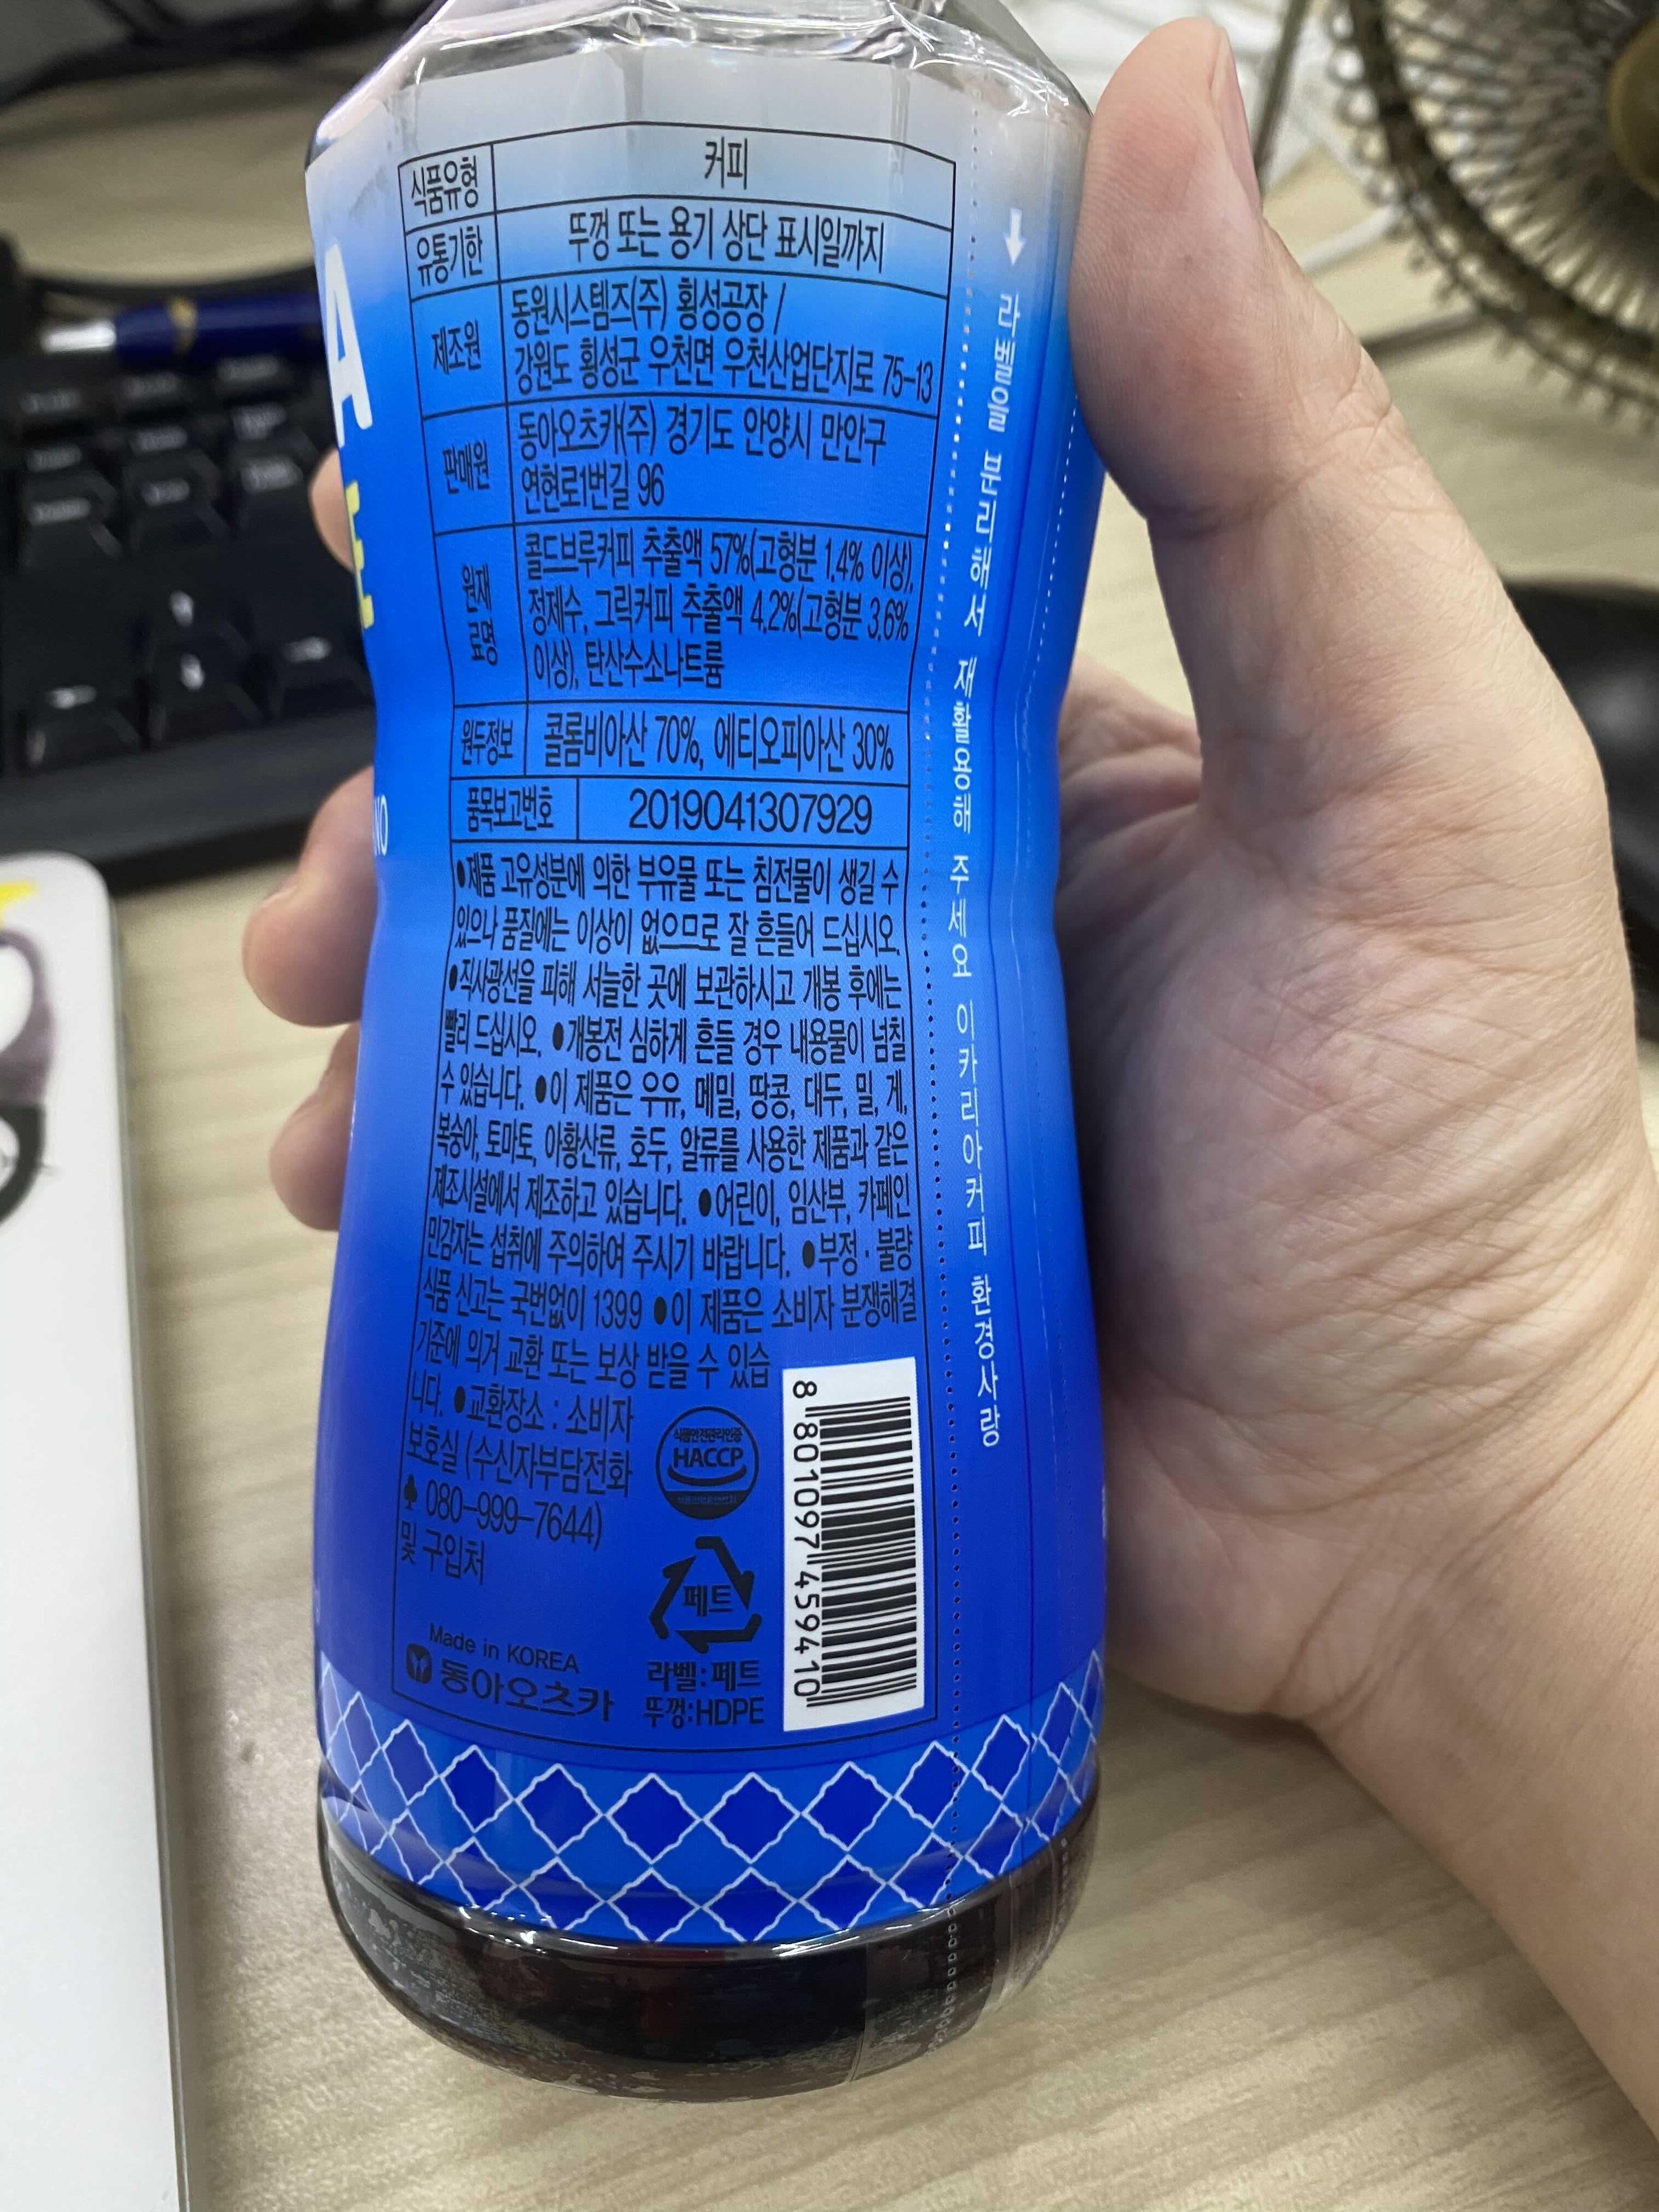 식품유형 커피
유통기한 뚜껑 또는 용기 상단 표시일까지
제조원 동원시스템즈(주) 횡성공장 /
강원도 횡성군 우천면 우천산업단지로 75-13
판매원 동아오츠카(주) 경기도 안양시 만안구
연현로1번길 96
원재료명 콜드브루커피 추출액 57%(고형분 1.4% 이상),
정제수, 그릭커피 추출액 4.2%(고형분 3.6%
이상), 탄산수소나트륨
원두정보 콜롬비아산 70%, 에티오피아산 30%
품목보고번호 2019041307929
●제품 고유성분에 의한 부유물 또는 침전물이 생길 수
있으나 품질에는 이상이 없으므로 잘 흔들어 드십시오.
●직사광선을 피해 서늘한 곳에 보관하시고 개봉 후에는
빨리 드십시오. ●개봉전 심하게 흔들 경우 내용물이 넘칠
수 있습니다. ●이 제품은 우유, 메밀, 땅콩, 대두, 밀, 게,
복숭아, 토마토, 아황산류, 호두, 알류를 사용한 제품과 같은
제조시설에서 제조하고 있습니다. ●어린이, 임산부, 카페인
민감자는 섭취에 주의하여 주시기 바랍니다. ●부정·불량
식품 신고는 국번없이 1399 ●이 제품은 소비자 분쟁해결
기준에 의거 교환 또는 보상 받을 수 있습
니다. ●교환장소 : 소비자
보호실 (수신자부담전화
♣ 080-999-7644)
및 구입처
식품안전관리인증
HACCP
페트
라벨:페트
뚜껑:HDPE
Made in KOREA
동아오츠카
8 801097 459410
라벨을 분리해서 재활용해 주세요 이카리아커피 환경사랑
A
E
NO